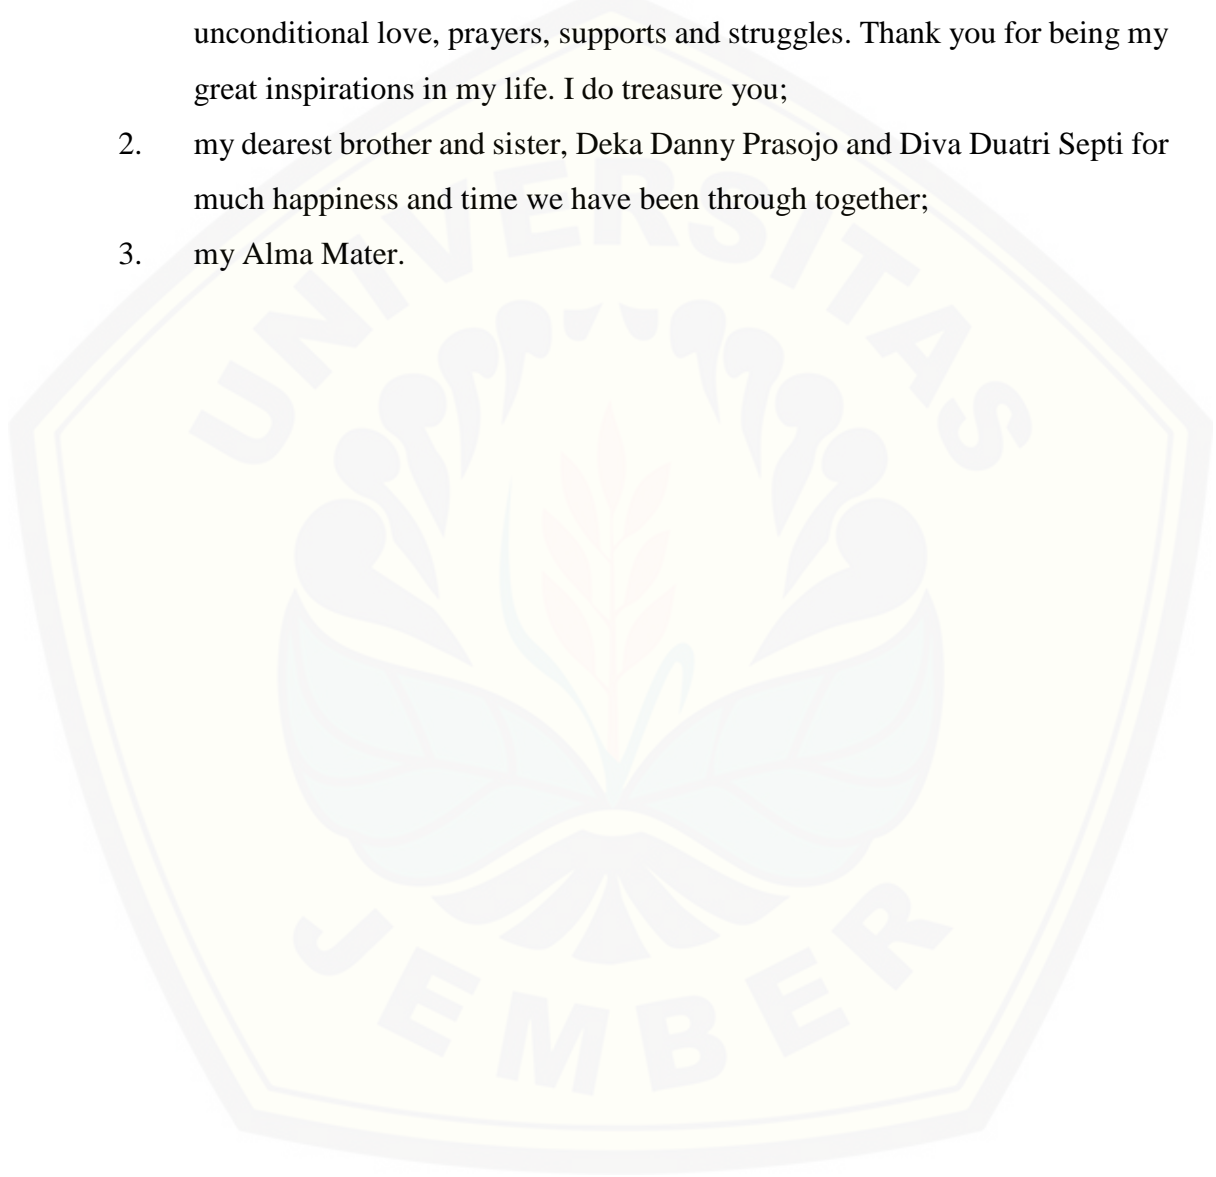 unconditional love, prayers, supports and struggles. Thank you for being my
great inspirations in my life. I do treasure you;
2. my dearest brother and sister, Deka Danny Prasojo and Diva Duatri Septi for
much happiness and time we have been through together;
3. my Alma Mater.
UNIVERSITAS
JEMBER